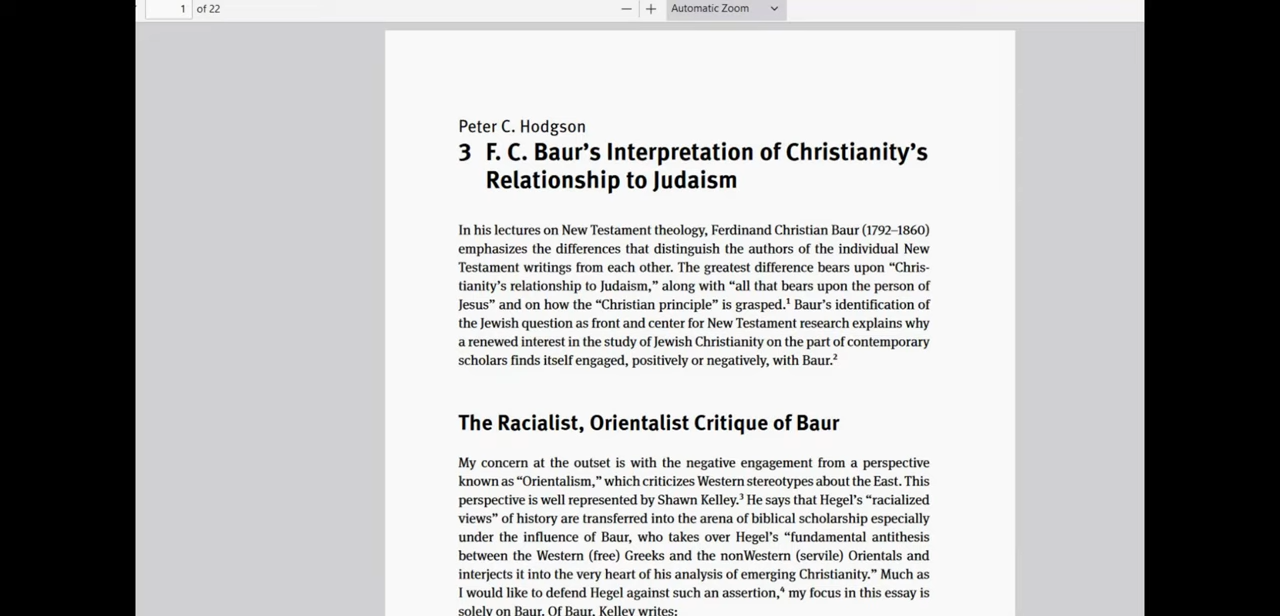 1 of 22
Automatic Zoom
Peter C. Hodgson
3 F. C. Baur’s Interpretation of Christianity’s
Relationship to Judaism
In his lectures on New Testament theology, Ferdinand Christian Baur (1792–1860)
emphasizes the differences that distinguish the authors of the individual New
Testament writings from each other. The greatest difference bears upon “Chris-
tianity’s relationship to Judaism,” along with “all that bears upon the person of
Jesus” and on how the “Christian principle” is grasped.¹ Baur’s identification of
the Jewish question as front and center for New Testament research explains why
a renewed interest in the study of Jewish Christianity on the part of contemporary
scholars finds itself engaged, positively or negatively, with Baur.²
The Racialist, Orientalist Critique of Baur
My concern at the outset is with the negative engagement from a perspective
known as “Orientalism,” which criticizes Western stereotypes about the East. This
perspective is well represented by Shawn Kelley.³ He says that Hegel’s “racialized
views” of history are transferred into the arena of biblical scholarship especially
under the influence of Baur, who takes over Hegel’s “fundamental antithesis
between the Western (free) Greeks and the nonWestern (servile) Orientals and
interjects it into the very heart of his analysis of emerging Christianity.” Much as
I would like to defend Hegel against such an assertion,⁴ my focus in this essay is
solely on Baur. Of Baur, Kelley writes: